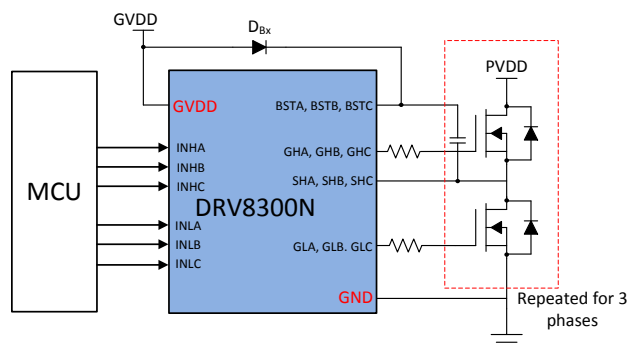 GVDD
DBx
PVDD
GVDD
BSTA, BSTB, BSTC
INHA
GHA, GHB, GHC
INHB
INHC
SHA, SHB, SHC
MCU
DRV8300N
INLA
INLB
GLA, GLB. GLC
INLC
GND
Repeated for 3
phases